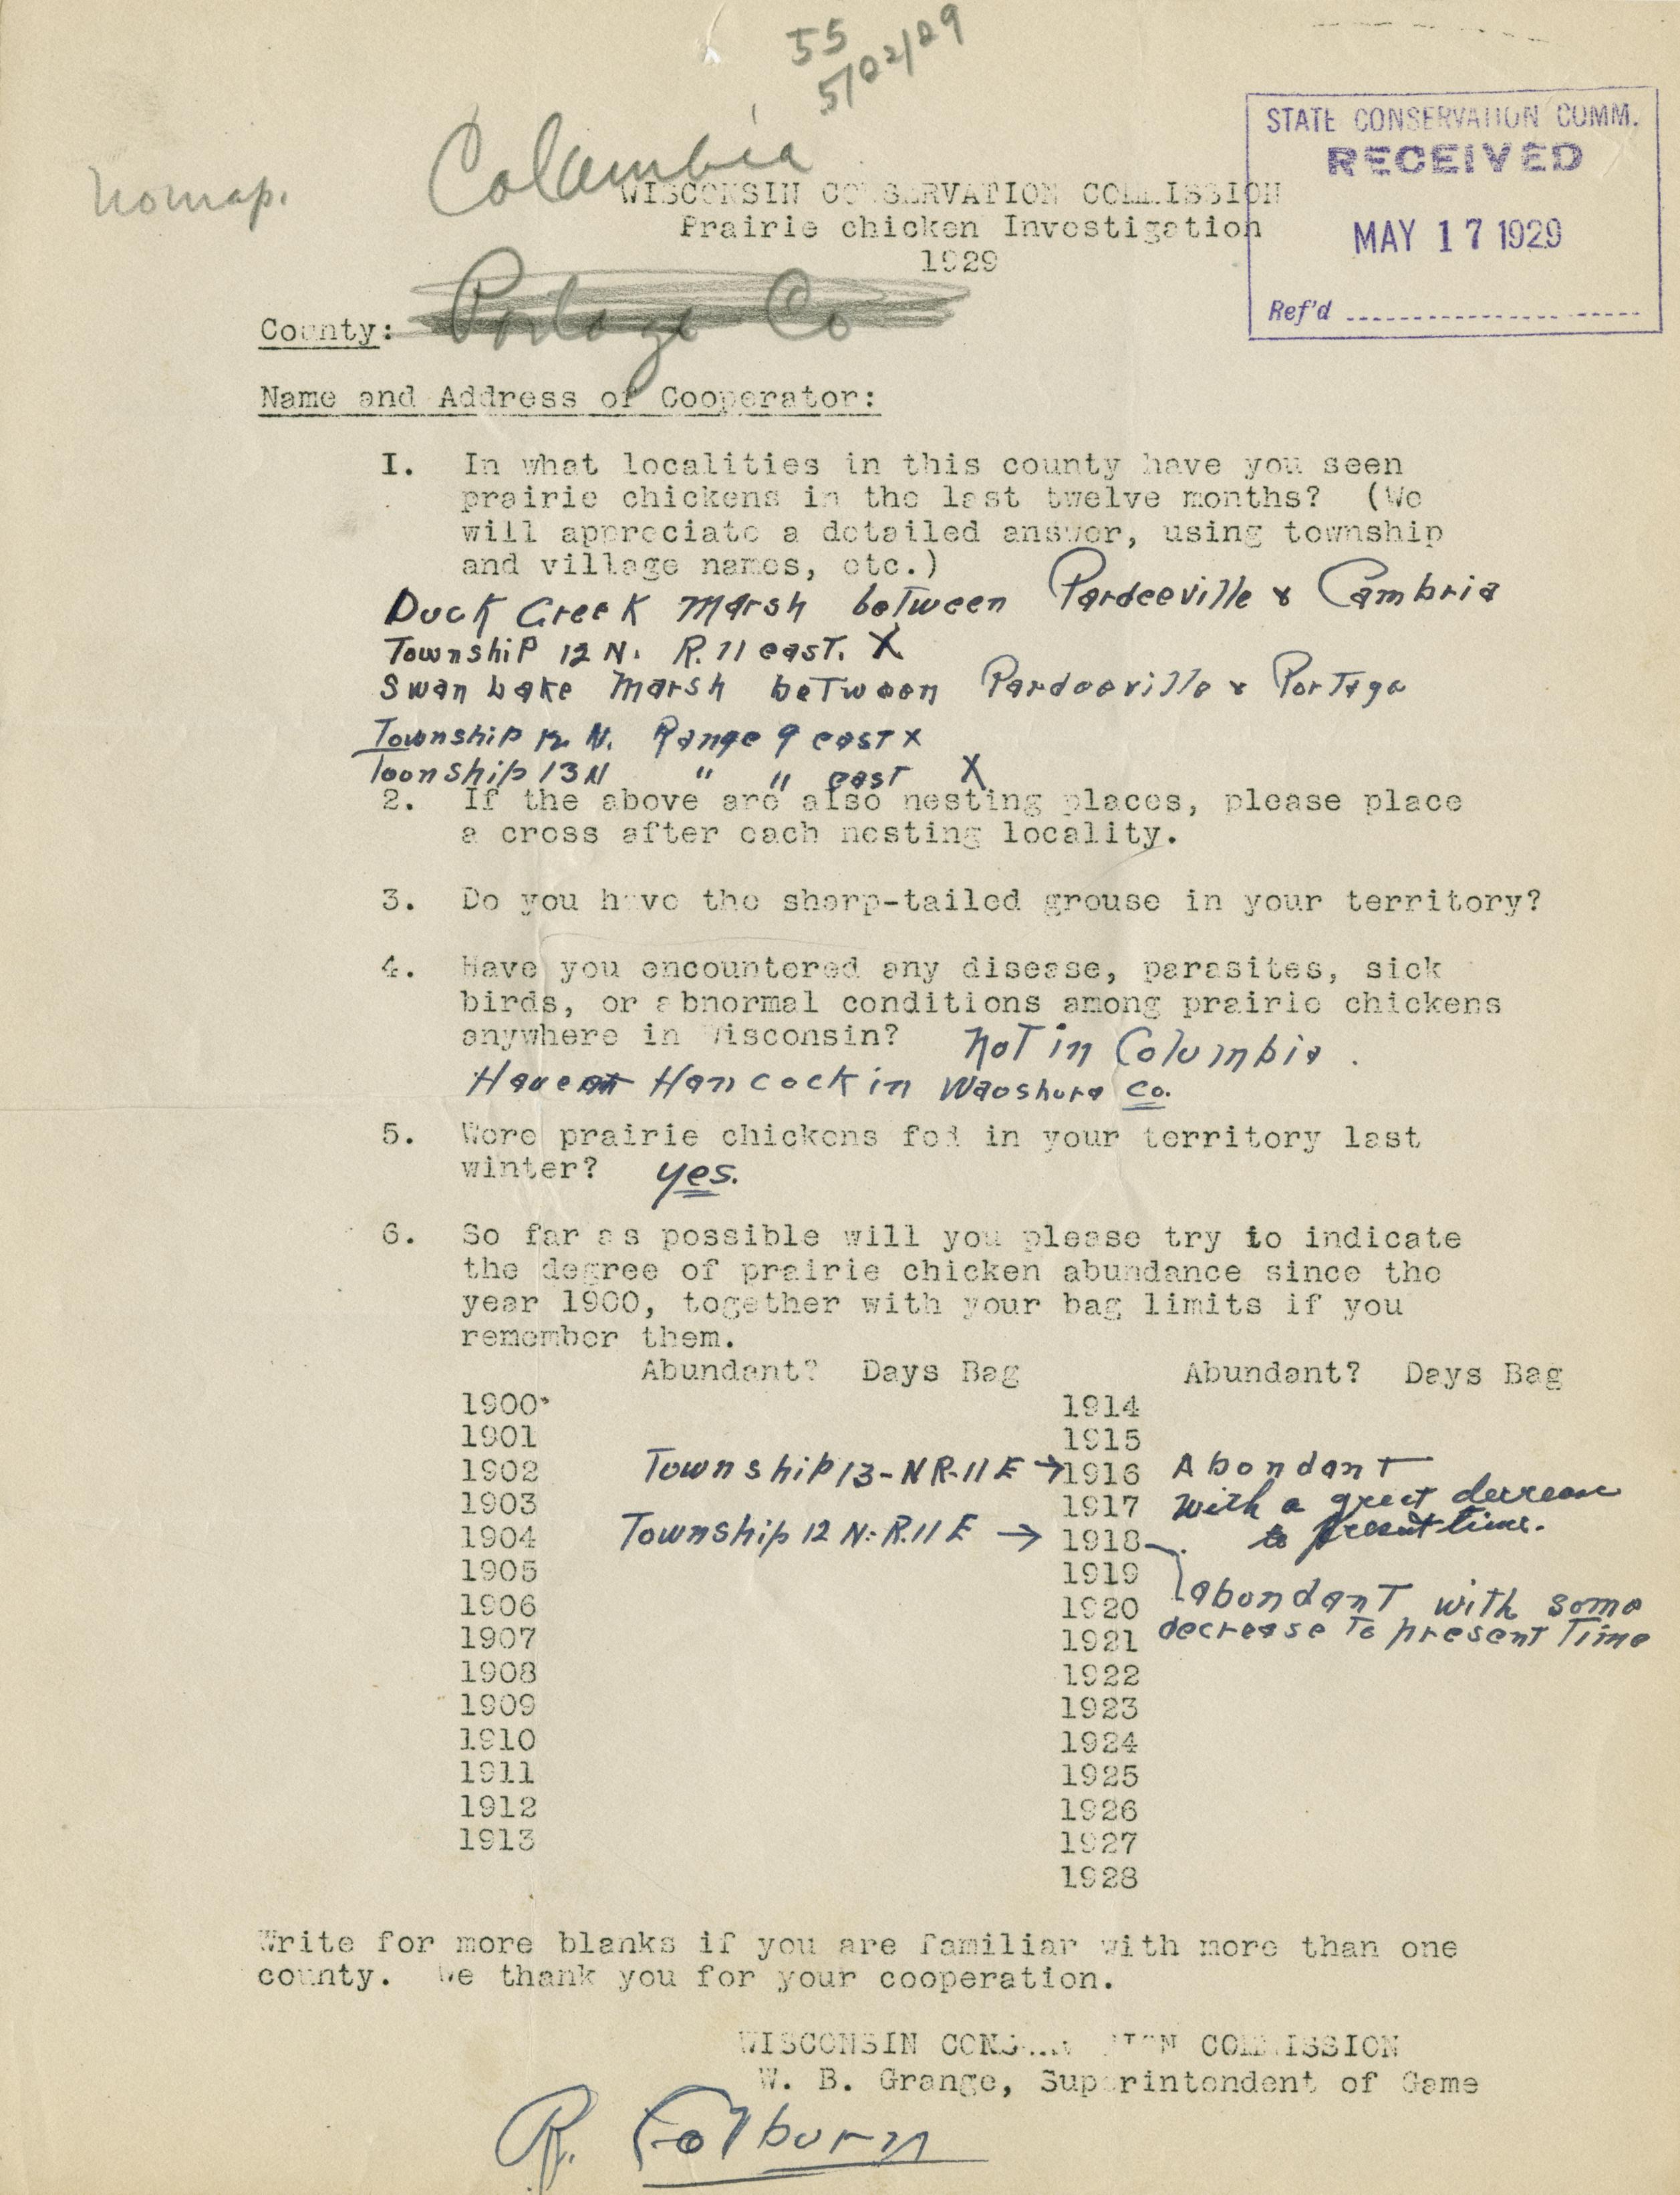 55
5/22/29
STATE CONSERVATION COMM.
RECEIVED
MAY 17 1929
Ref'd
Nomap.
Columbia
WISCONSIN CONSERVATION COMMISSION
Prairie chicken Investigation
1929
County: Portage Co
Name and Address of Cooperator:
I. In what localities in this county have you seen
prairie chickens in the last twelve months? (We
will appreciate a detailed answer, using township
and village names, etc.)
Duck Creek Marsh between Pardeeville & Cambria
Township 12 N. R. 11 east. X
Swan Lake Marsh between Pardeeville & Portage
Township 12 N. Range 9 east X
Toonship 13 N " " east X
2. If the above are also nesting places, please place
a cross after each nesting locality.
3. Do you have the sharp-tailed grouse in your territory?
4. Have you encountered any disease, parasites, sick
birds, or abnormal conditions among prairie chickens
anywhere in Wisconsin? Not in Columbia.
Have at Hancock in Waoshura Co.
5. Were prairie chickens fed in your territory last
winter? yes.
6. So far as possible will you please try to indicate
the degree of prairie chicken abundance since the
year 1900, together with your bag limits if you
remember them.
Abundant? Days Bag Abundant? Days Bag
1900 1914
1901 1915
1902 Township 13-N R-11 E → 1916 Abondant
1903 1917 with a great decrease
1904 Township 12 N: R.11 E → 1918 to present time.
1905 1919
1906 1920 abondant with some
1907 1921 decrease to present Time
1908 1922
1909 1923
1910 1924
1911 1925
1912 1926
1913 1927
1928
Write for more blanks if you are familiar with more than one
county. We thank you for your cooperation.
WISCONSIN CONSERVATION COMMISSION
W. B. Grange, Superintendent of Game
R. Colburn